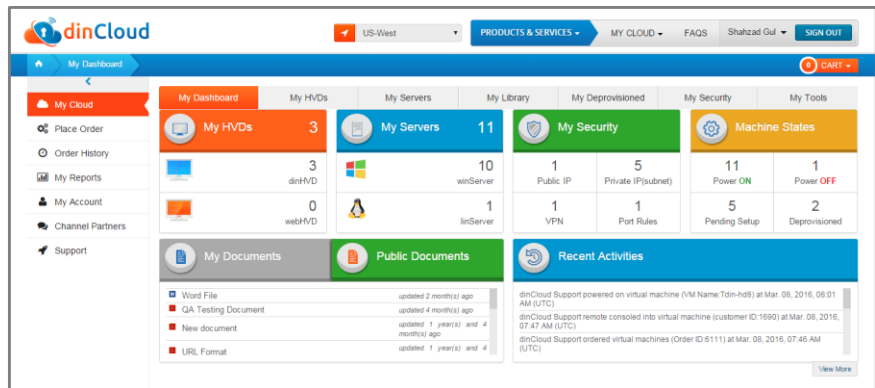 dinCloud
US-West
PRODUCTS & SERVICES
MY CLOUD
FAQS
Shahzad Gul
SIGN OUT
My Dashboard
0 CART
My Cloud
Place Order
Order History
My Reports
My Account
Channel Partners
Support
My Dashboard
My HVDs
My Servers
My Library
My Deprovisioned
My Security
My Tools
My HVDs 3
3
dinHVD
0
webHVD
My Servers 11
10
winServer
1
linServer
My Security
1
Public IP
5
Private IP(subnet)
1
VPN
1
Port Rules
Machine States
11
Power ON
1
Power OFF
5
Pending Setup
2
Deprovisioned
My Documents
Public Documents
Word File updated 2 month(s) ago
QA Testing Document updated 4 month(s) ago
New document updated 1 year(s) and 4
month(s) ago
URL Format updated 1 year(s) and 4
Recent Activities
dinCloud Support powered on virtual machine (VM Name:Tdin-hd8) at Mar. 08, 2016, 08:01
AM (UTC)
dinCloud Support remote consoled into virtual machine (customer ID:1690) at Mar. 08, 2016,
07:47 AM (UTC)
dinCloud Support ordered virtual machines (Order ID:6111) at Mar. 08, 2016, 07:46 AM
(UTC)
View More